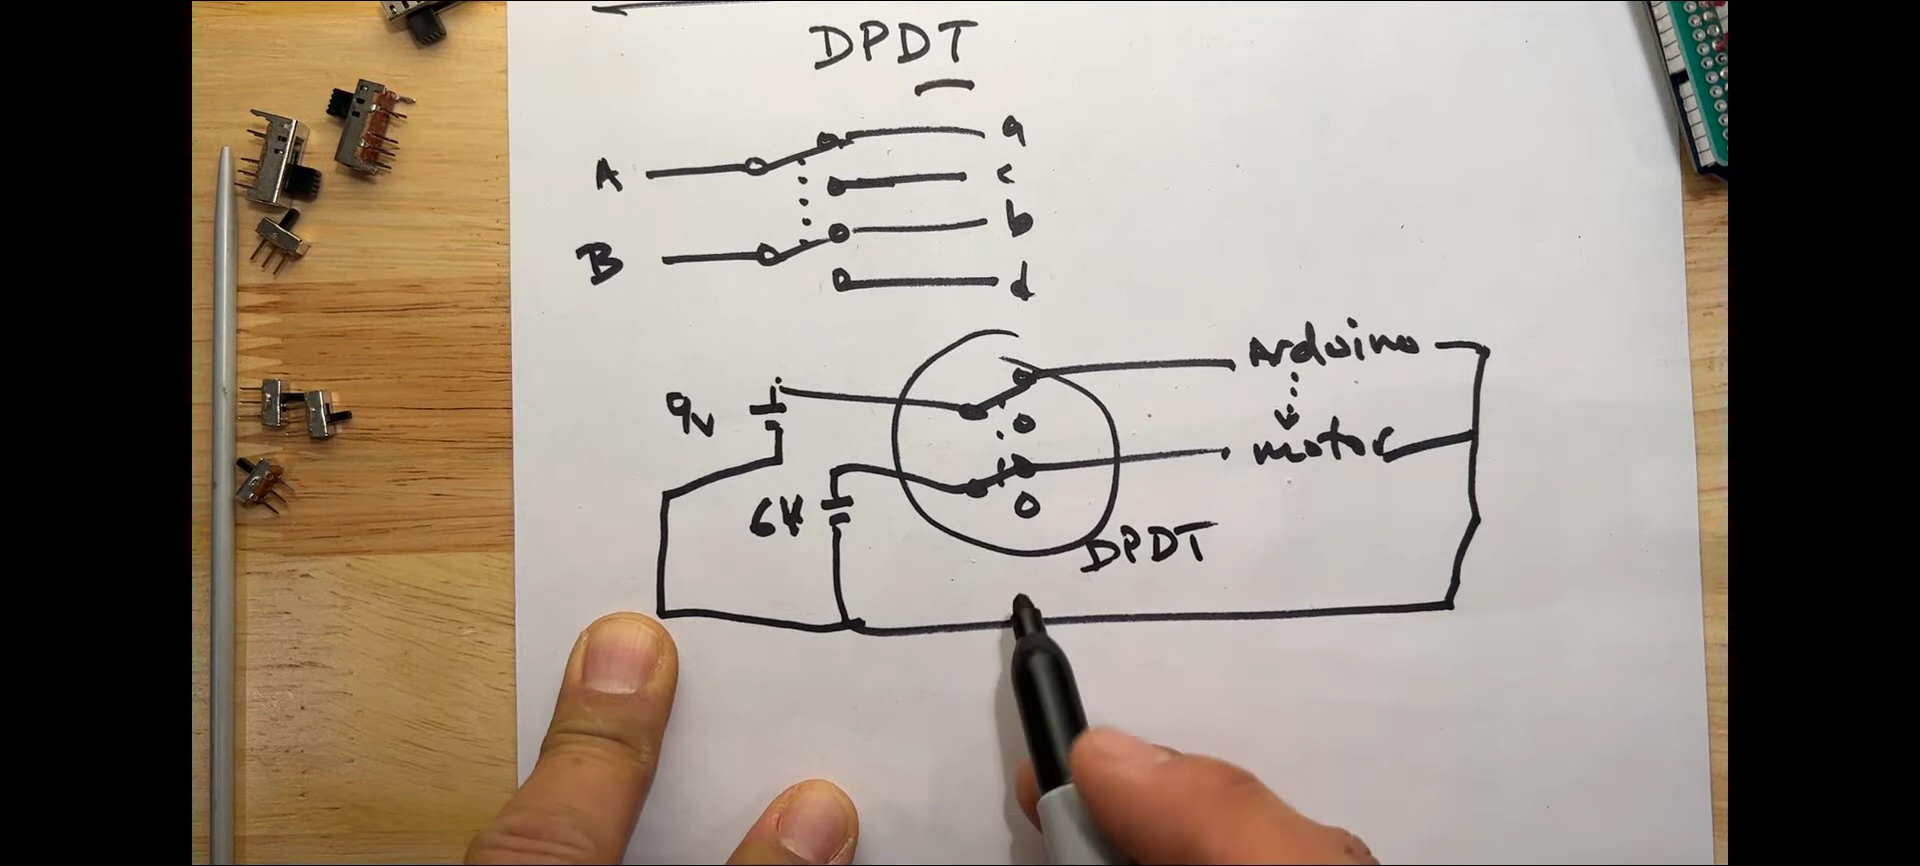 DPDT
A a
c
B b
d
Arduino
9v
motor
6V
DPDT